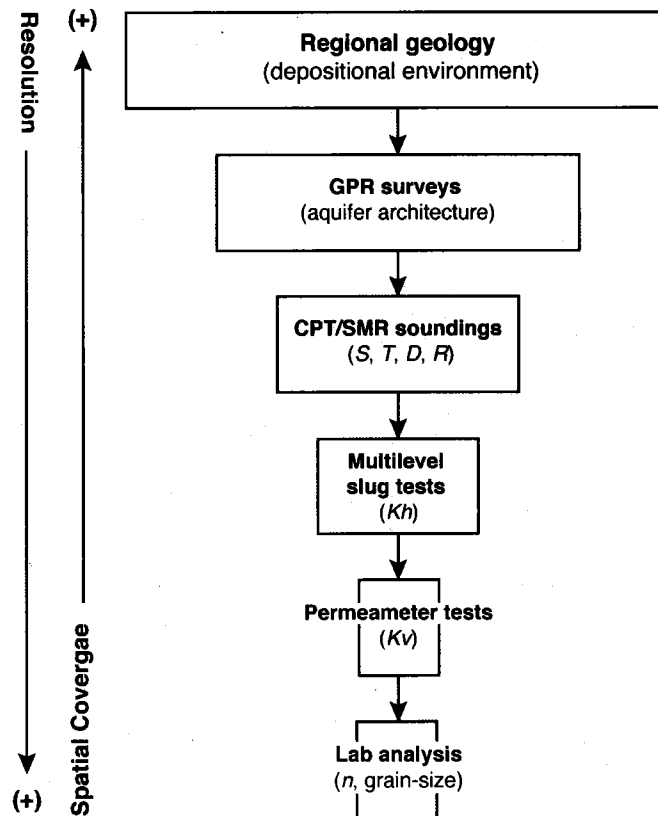 (+)
Resolution
(+)
Spatial Covergae
(+)
Regional geology
(depositional environment)
GPR surveys
(aquifer architecture)
CPT/SMR soundings
(S, T, D, R)
Multilevel
slug tests
(Kh)
Permeameter tests
(Kv)
Lab analysis
(n, grain-size)